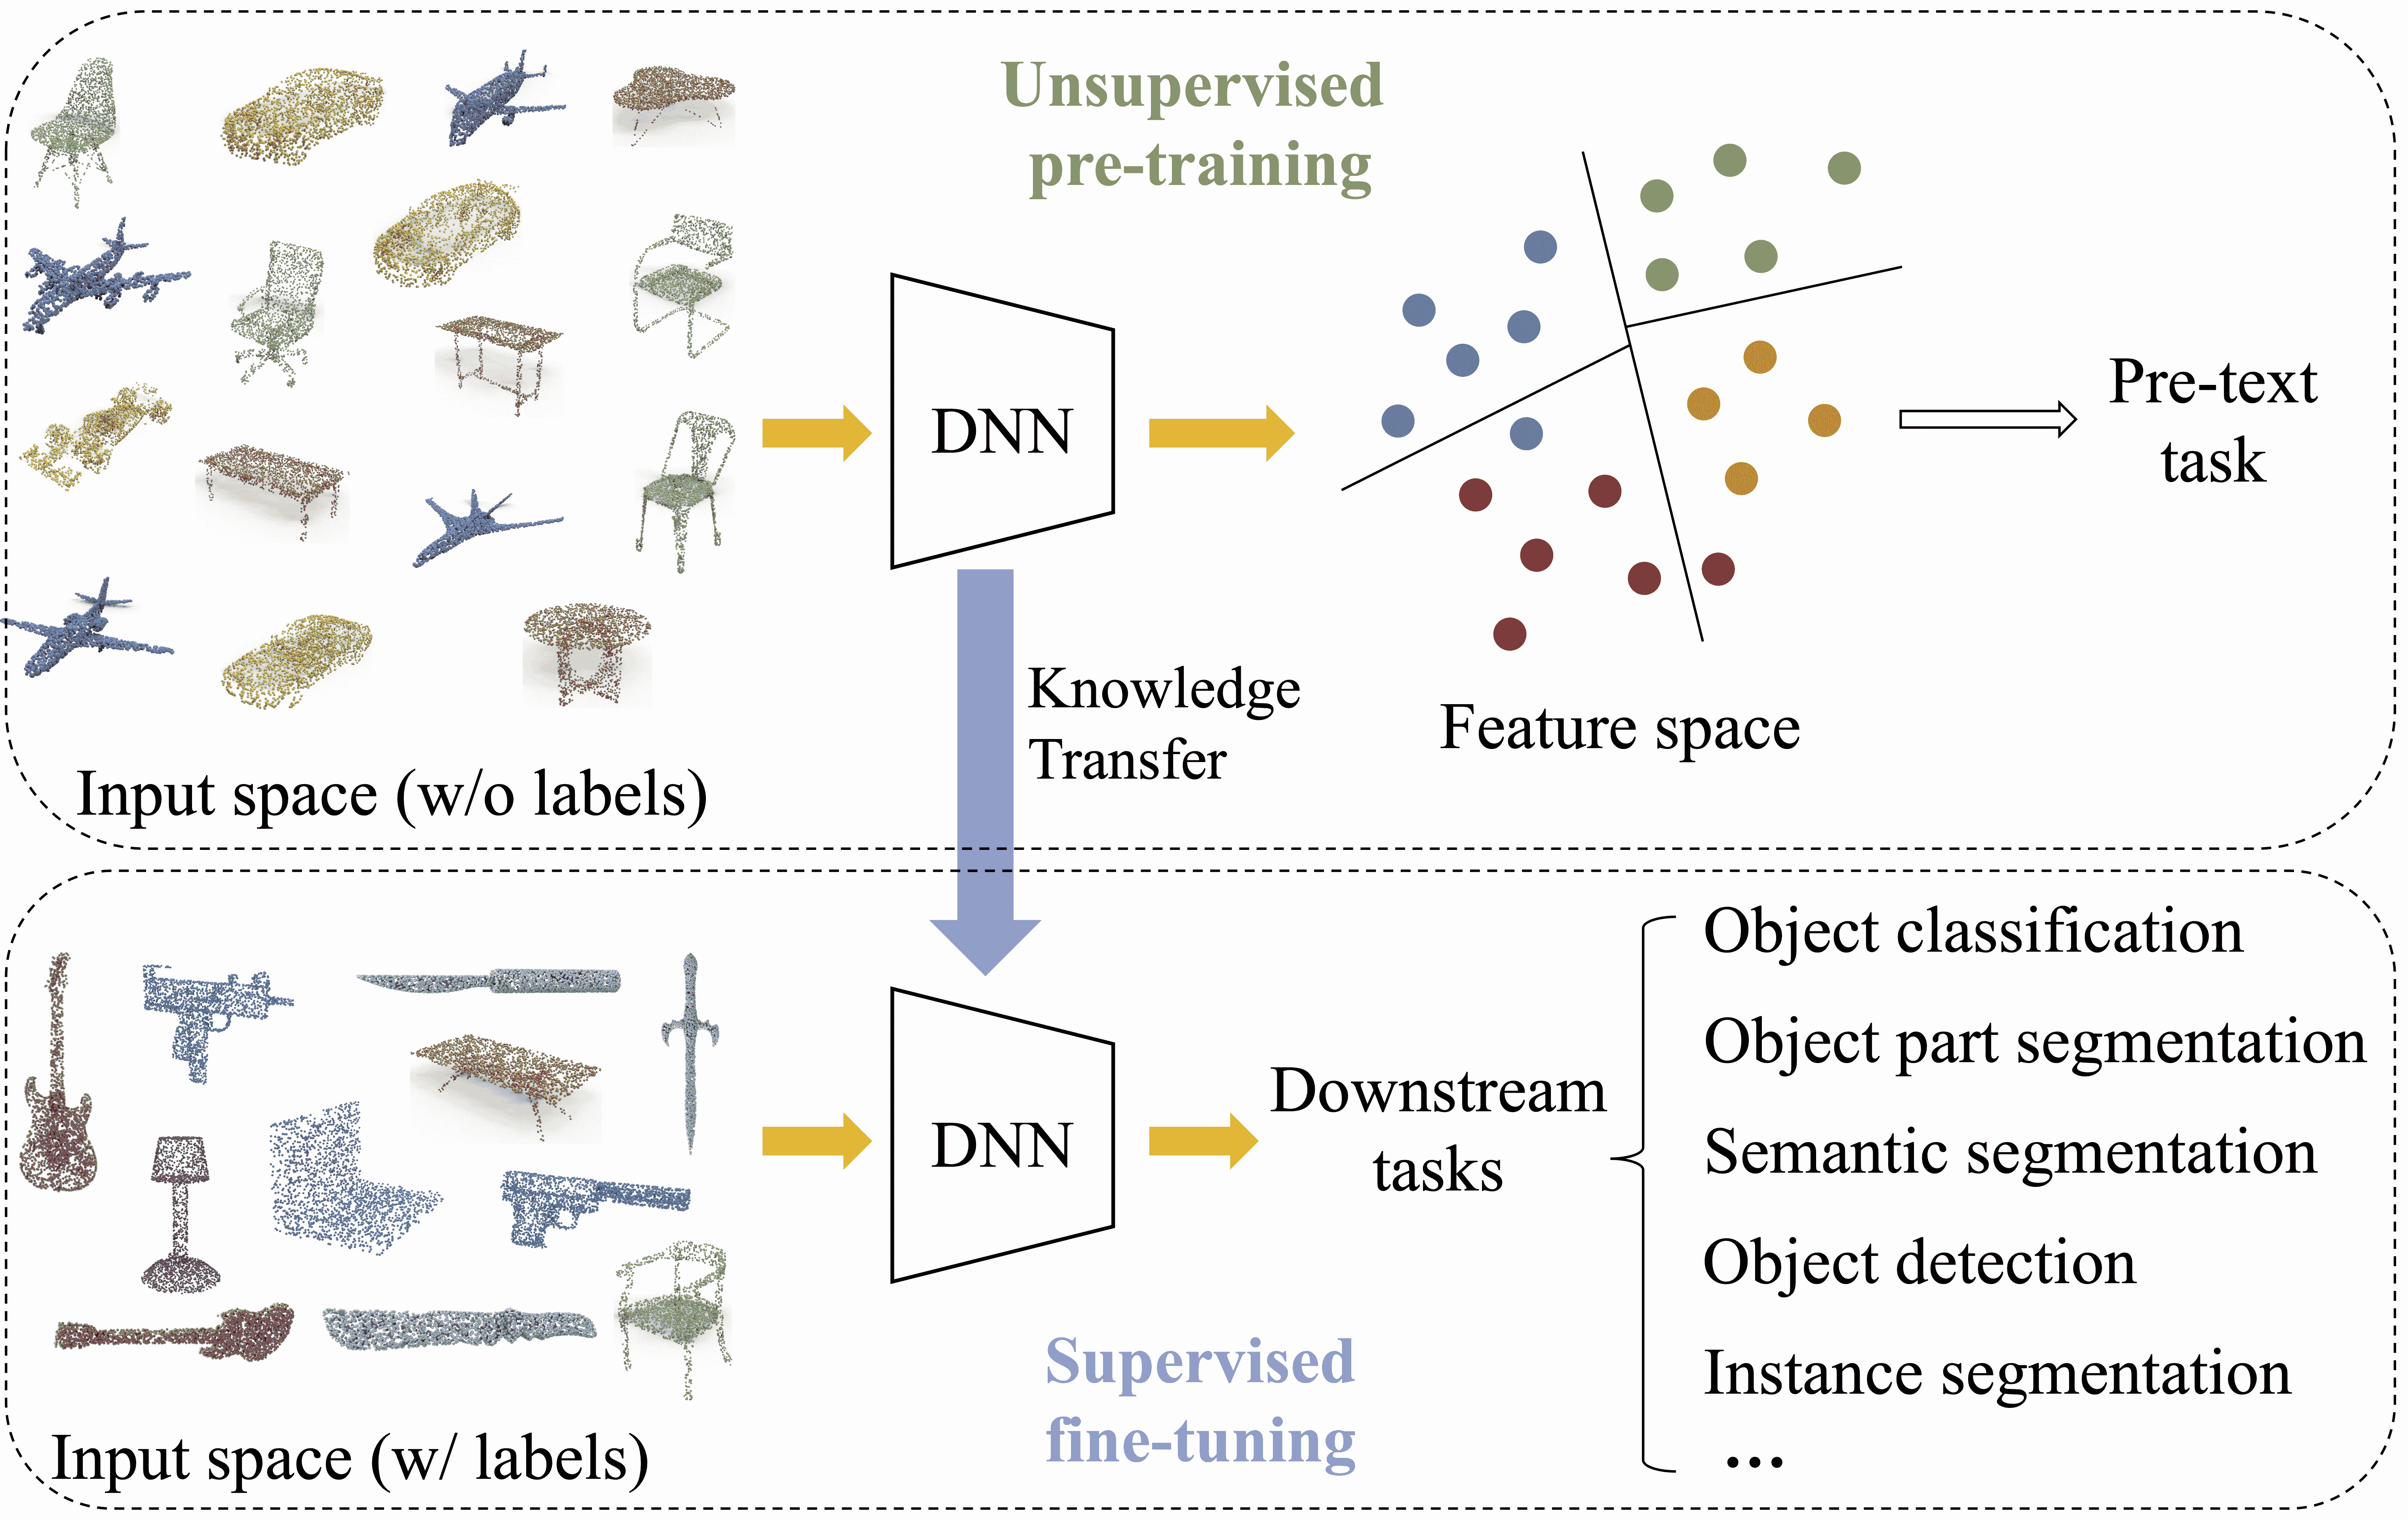 Unsupervised
pre-training
DNN
Pre-text
task
Knowledge
Transfer
Feature space
Input space (w/o labels)
DNN
Downstream
tasks
Object classification
Object part segmentation
Semantic segmentation
Object detection
Instance segmentation
...
Supervised
fine-tuning
Input space (w/ labels)